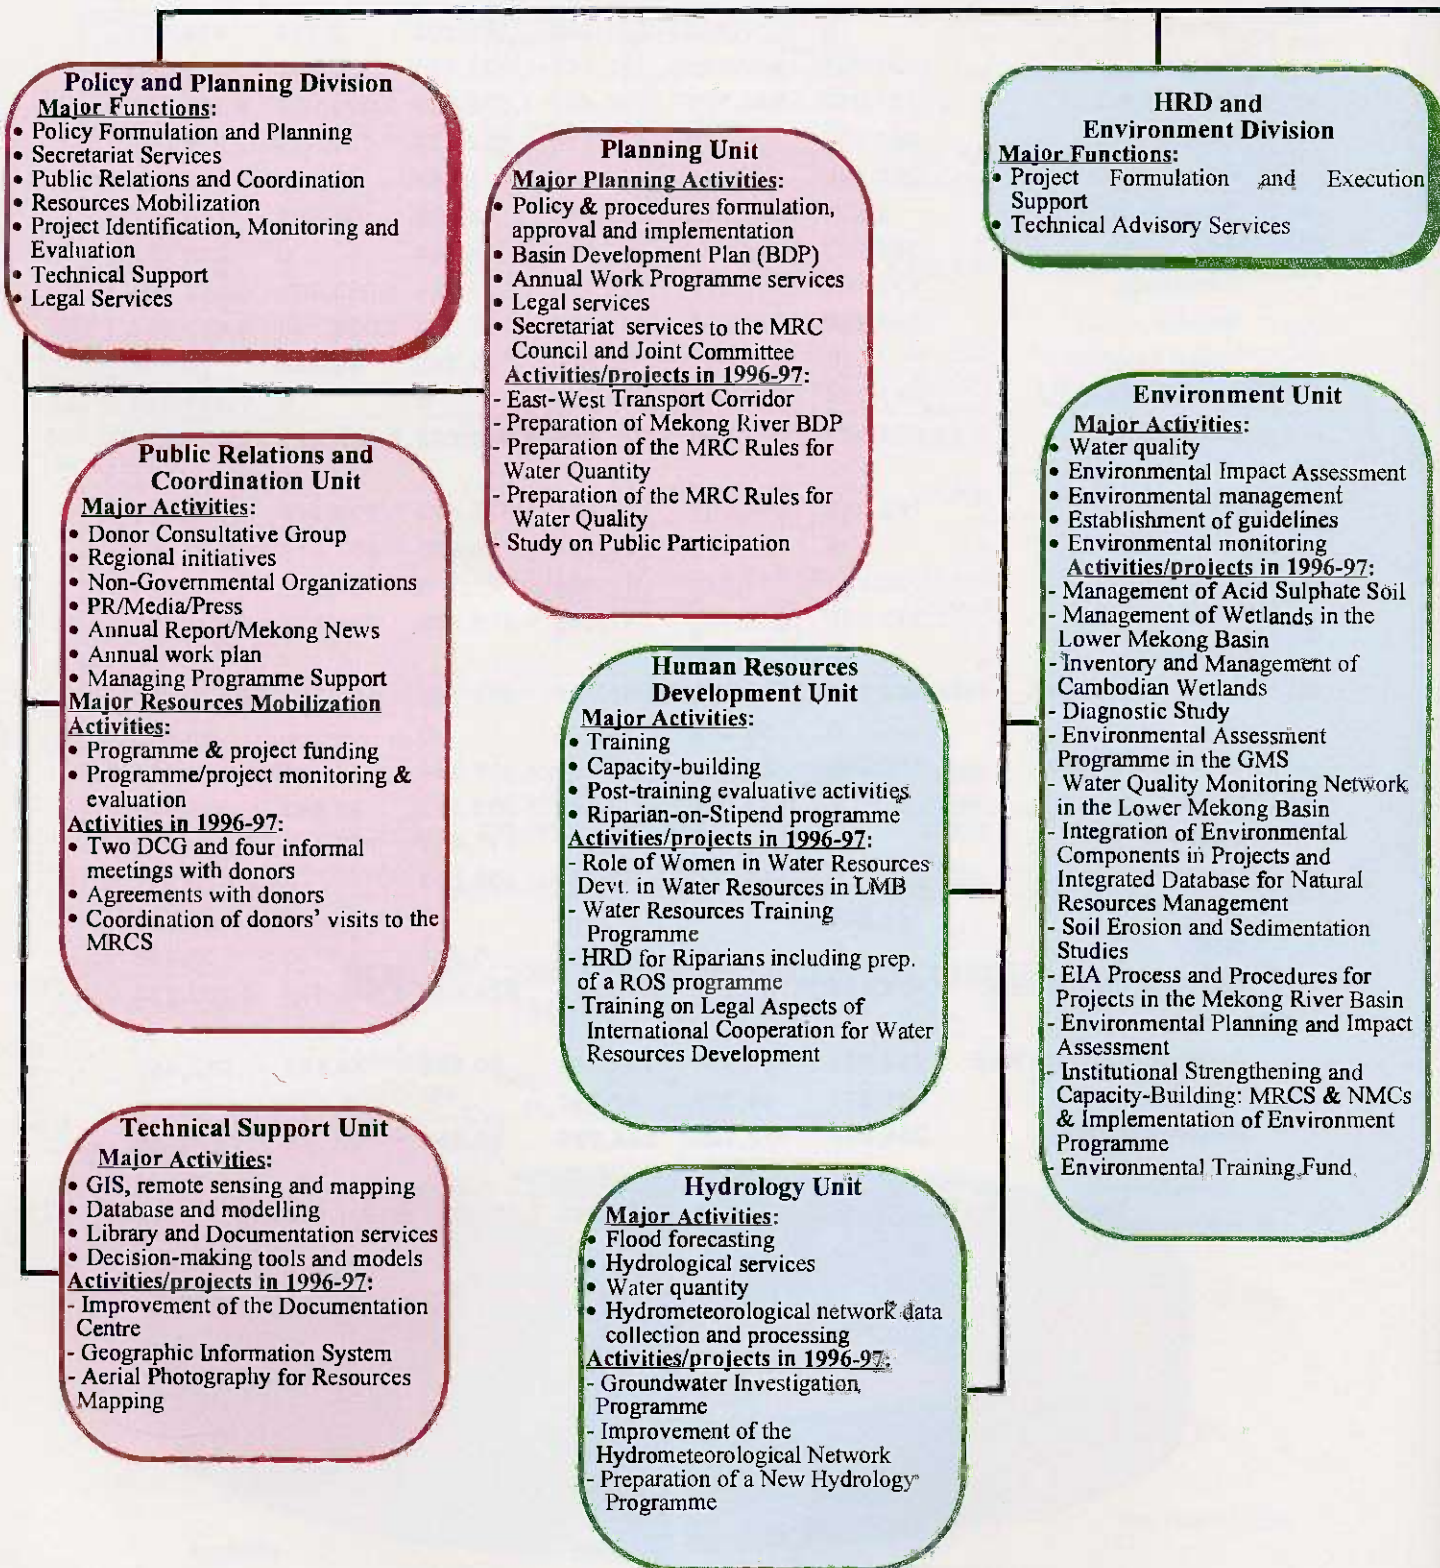 Policy and Planning Division
Major Functions:
• Policy Formulation and Planning
• Secretariat Services
• Public Relations and Coordination
• Resources Mobilization
• Project Identification, Monitoring and
Evaluation
• Technical Support
• Legal Services
Planning Unit
Major Planning Activities:
• Policy & procedures formulation,
approval and implementation
• Basin Development Plan (BDP)
• Annual Work Programme services
• Legal services
• Secretariat services to the MRC
Council and Joint Committee
Activities/projects in 1996-97:
- East-West Transport Corridor
- Preparation of Mekong River BDP
- Preparation of the MRC Rules for
Water Quantity
- Preparation of the MRC Rules for
Water Quality
- Study on Public Participation
Public Relations and
Coordination Unit
Major Activities:
• Donor Consultative Group
• Regional initiatives
• Non-Governmental Organizations
• PR/Media/Press
• Annual Report/Mekong News
• Annual work plan
• Managing Programme Support
Major Resources Mobilization
Activities:
• Programme & project funding
• Programme/project monitoring &
evaluation
Activities in 1996-97:
• Two DCG and four informal
meetings with donors
• Agreements with donors
• Coordination of donors' visits to the
MRCS
Technical Support Unit
Major Activities:
• GIS, remote sensing and mapping
• Database and modelling
• Library and Documentation services
• Decision-making tools and models
Activities/projects in 1996-97:
- Improvement of the Documentation
Centre
- Geographic Information System
- Aerial Photography for Resources
Mapping
HRD and
Environment Division
Major Functions:
• Project Formulation and Execution
Support
• Technical Advisory Services
Human Resources
Development Unit
Major Activities:
• Training
• Capacity-building
• Post-training evaluative activities
• Riparian-on-Stipend programme
Activities/projects in 1996-97:
- Role of Women in Water Resources
Devt. in Water Resources in LMB
- Water Resources Training
Programme
- HRD for Riparians including prep.
of a ROS programme
- Training on Legal Aspects of
International Cooperation for Water
Resources Development
Hydrology Unit
Major Activities:
• Flood forecasting
• Hydrological services
• Water quantity
• Hydrometeorological network data
collection and processing
Activities/projects in 1996-97:
- Groundwater Investigation
Programme
- Improvement of the
Hydrometeorological Network
- Preparation of a New Hydrology
Programme
Environment Unit
Major Activities:
• Water quality
• Environmental Impact Assessment
• Environmental management
• Establishment of guidelines
• Environmental monitoring
Activities/projects in 1996-97:
- Management of Acid Sulphate Soil
- Management of Wetlands in the
Lower Mekong Basin
- Inventory and Management of
Cambodian Wetlands
- Diagnostic Study
- Environmental Assessment
Programme in the GMS
- Water Quality Monitoring Network
in the Lower Mekong Basin
- Integration of Environmental
Components in Projects and
Integrated Database for Natural
Resources Management
- Soil Erosion and Sedimentation
Studies
- EIA Process and Procedures for
Projects in the Mekong River Basin
- Environmental Planning and Impact
Assessment
- Institutional Strengthening and
Capacity-Building: MRCS & NMCs
& Implementation of Environment
Programme
- Environmental Training Fund